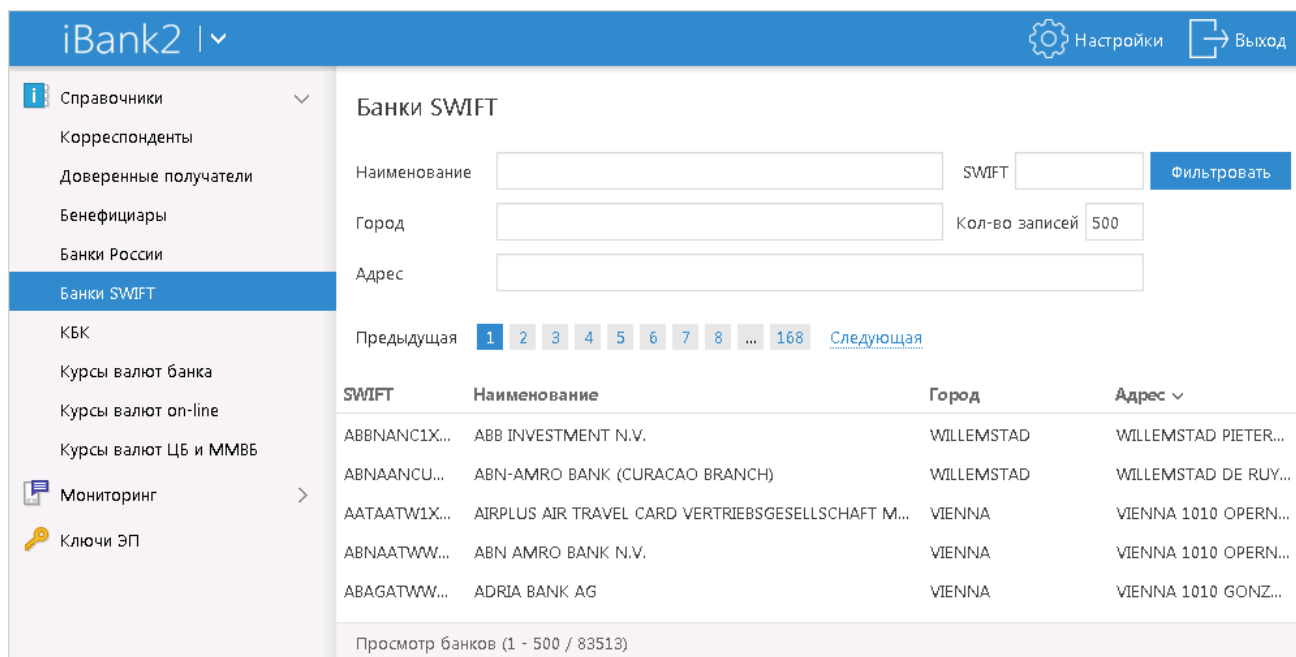 iBank2
Настройки
Выход
Справочники
Корреспонденты
Доверенные получатели
Бенефициары
Банки России
Банки SWIFT
КБК
Курсы валют банка
Курсы валют on-line
Курсы валют ЦБ и ММВБ
Мониторинг
Ключи ЭП
Банки SWIFT
Наименование SWIFT Фильтровать
Город Кол-во записей 500
Адрес
Предыдущая 1 2 3 4 5 6 7 8 ... 168 Следующая
SWIFT Наименование Город Адрес
ABBNANC1X... ABB INVESTMENT N.V. WILLEMSTAD WILLEMSTAD PIETER...
ABNAANCU... ABN-AMRO BANK (CURACAO BRANCH) WILLEMSTAD WILLEMSTAD DE RUY...
AATAATW1X... AIRPLUS AIR TRAVEL CARD VERTRIEBSGESELLSCHAFT M... VIENNA VIENNA 1010 OPERN...
ABNAATWW... ABN AMRO BANK N.V. VIENNA VIENNA 1010 OPERN...
ABAGATWW... ADRIA BANK AG VIENNA VIENNA 1010 GONZ...
Просмотр банков (1 - 500 / 83513)